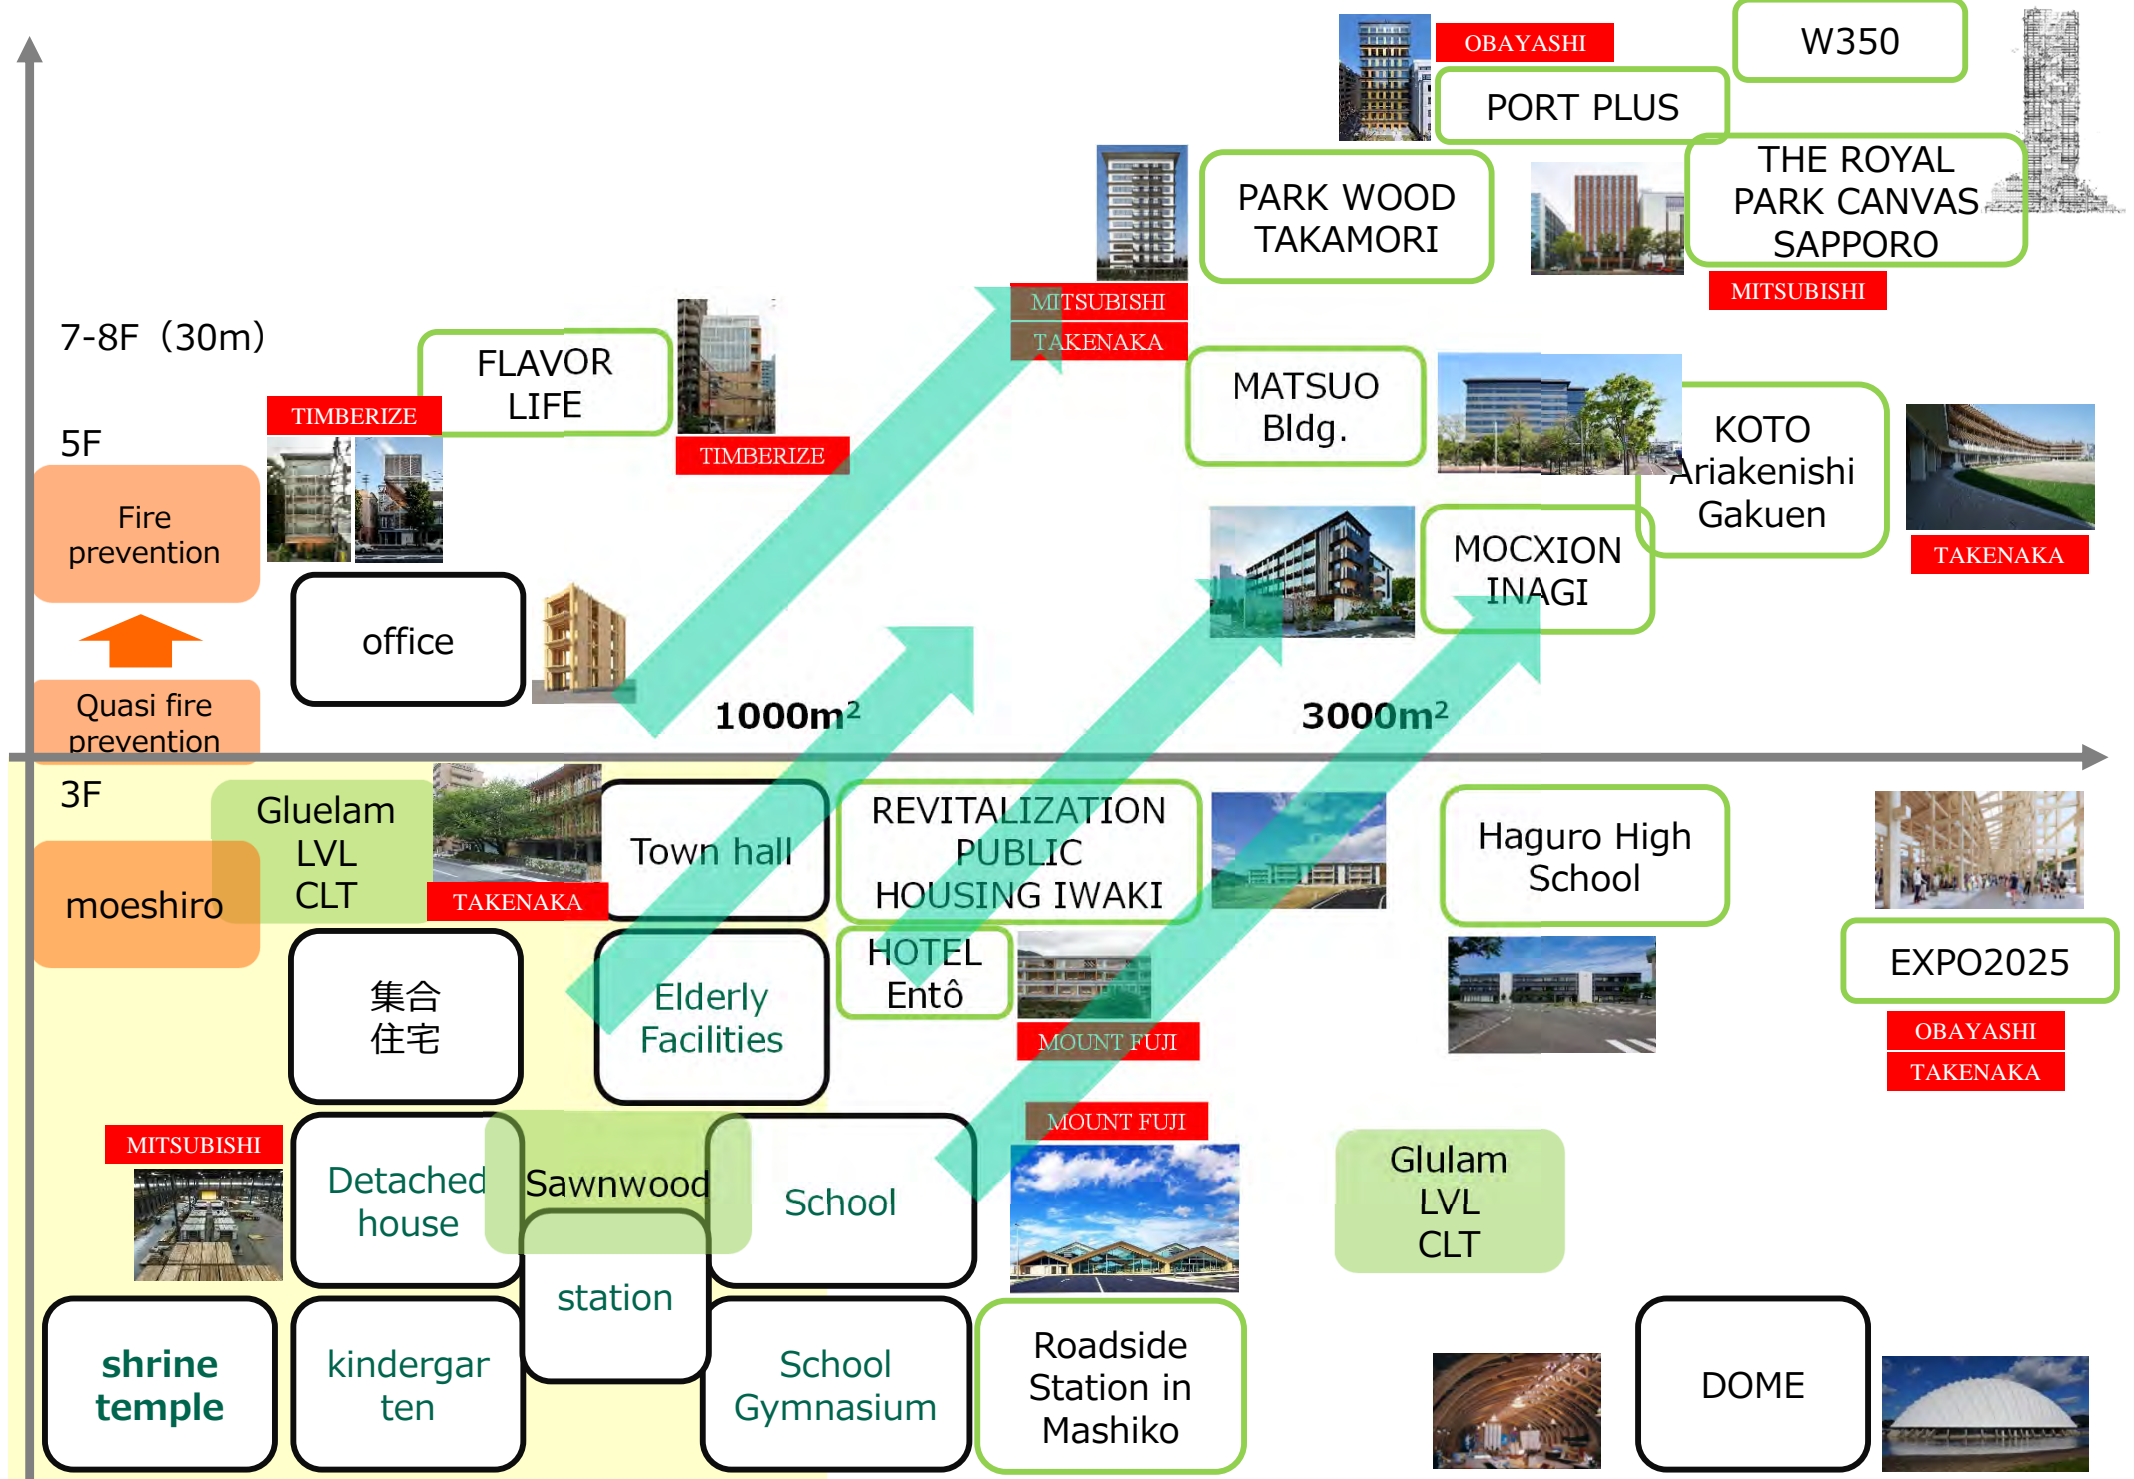 OBAYASHI
W350
PORT PLUS
THE ROYAL
PARK CANVAS
SAPPORO
MITSUBISHI
PARK WOOD
TAKAMORI
MITSUBISHI
TAKENAKA
7-8F（30m）
FLAVOR
LIFE
TIMBERIZE
TIMBERIZE
5F
MATSUO
Bldg.
KOTO
Ariakenishi
Gakuen
TAKENAKA
Fire
prevention
office
MOCXION
INAGI
Quasi fire
prevention
1000m²
3000m²
3F
Gluelam
LVL
CLT
moeshiro
TAKENAKA
Town hall
REVITALIZATION
PUBLIC
HOUSING IWAKI
Haguro High
School
EXPO2025
OBAYASHI
TAKENAKA
集合
住宅
Elderly
Facilities
HOTEL
Entô
MOUNT FUJI
MITSUBISHI
Detached
house
Sawnwood
School
MOUNT FUJI
Glulam
LVL
CLT
station
shrine
temple
kindergar
ten
School
Gymnasium
Roadside
Station in
Mashiko
DOME